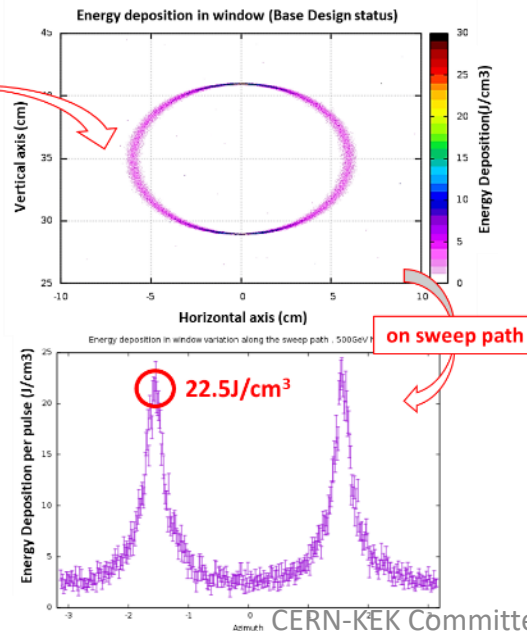 Energy deposition in window (Base Design status)
45
40
35
30
25
Vertical axis (cm)
-10 -5 0 5 10
Horizontal axis (cm)
30
25
20
15
10
5
0
Energy Deposition(J/cm3)
on sweep path
Energy deposition in window variation along the sweep path , 500GeV
25
20
15
10
5
0
Energy Deposition per pulse (J/cm3)
22.5J/cm³
-3 -2 -1 0 1 2 3
Azimuth
CERN-KEK Committe